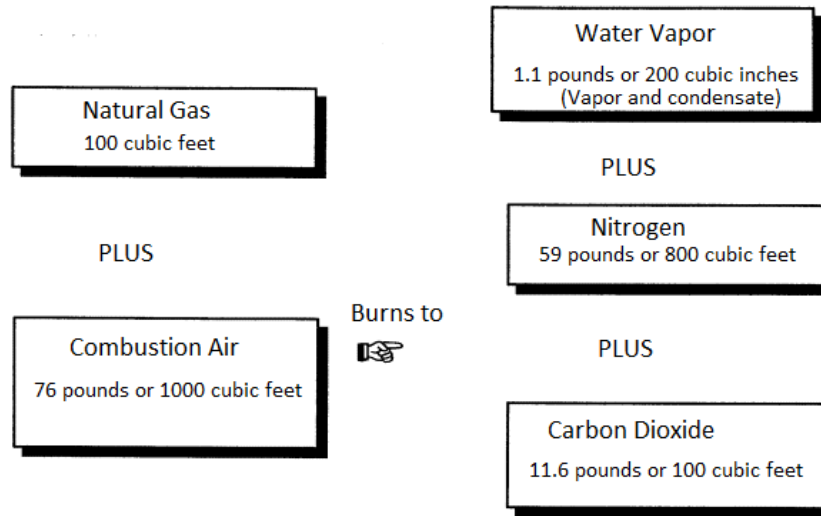 Natural Gas
100 cubic feet
PLUS
Combustion Air
76 pounds or 1000 cubic feet
Burns to
Water Vapor
1.1 pounds or 200 cubic inches
(Vapor and condensate)
PLUS
Nitrogen
59 pounds or 800 cubic feet
PLUS
Carbon Dioxide
11.6 pounds or 100 cubic feet